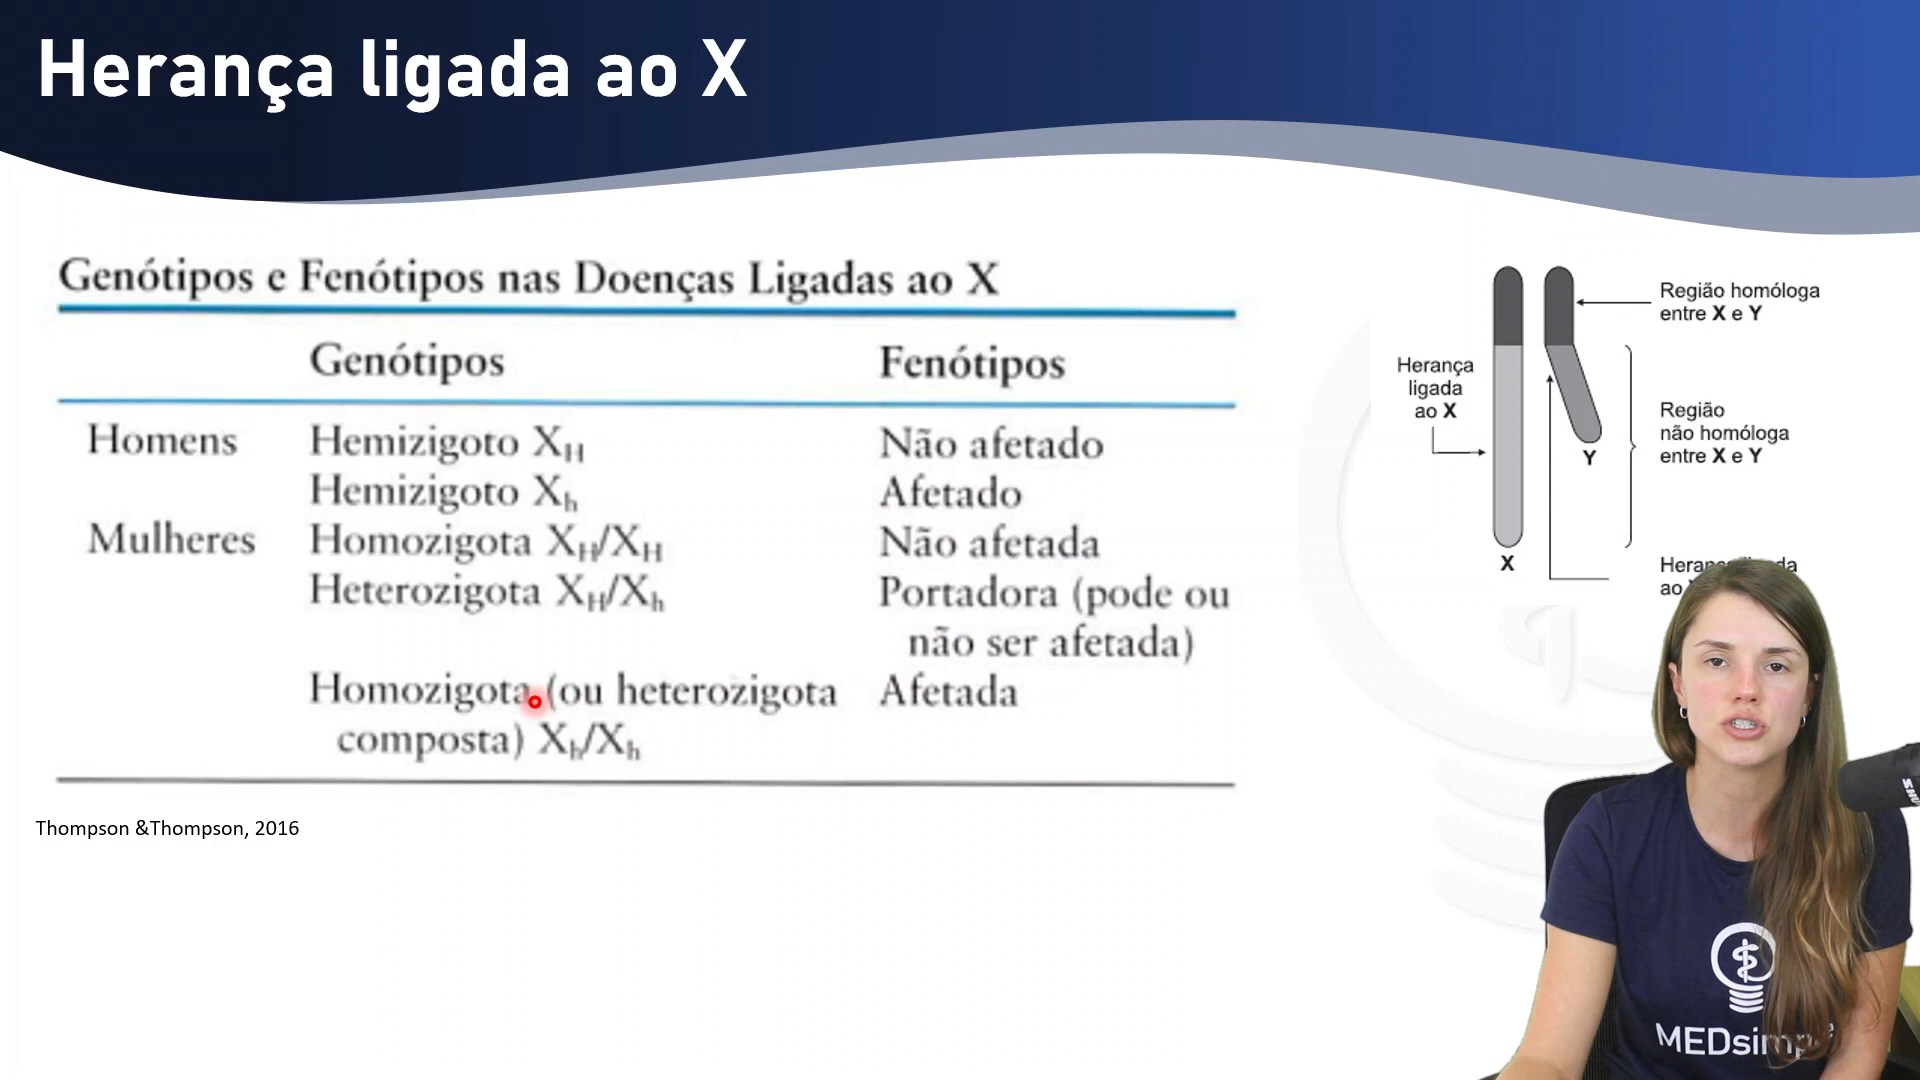 Herança ligada ao X
Genótipos e Fenótipos nas Doenças Ligadas ao X
Genótipos Fenótipos
Homens Hemizigoto XH Não afetado
Hemizigoto Xh Afetado
Mulheres Homozigota XH/XH Não afetada
Heterozigota XH/Xh Portadora (pode ou
não ser afetada)
Homozigota (ou heterozigota Afetada
composta) Xh/Xh
Thompson &Thompson, 2016
Região homóloga
entre X e Y
Herança
ligada
ao X
Região
não homóloga
entre X e Y
Y
X
ao